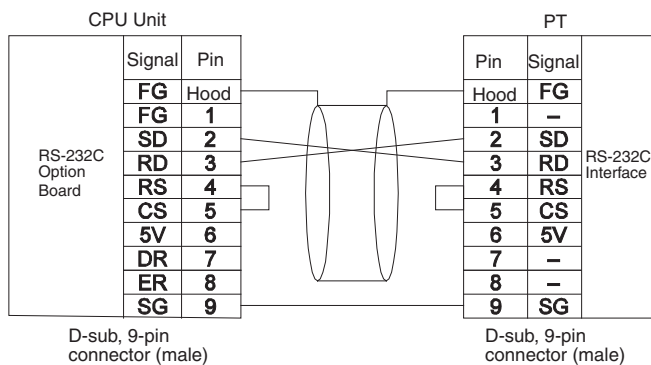 CPU Unit
PT
Signal Pin
Pin Signal
FG Hood
Hood FG
FG 1
1 –
SD 2
2 SD
RS-232C
Option
Board
RD 3
3 RD
RS-232C
Interface
RS 4
4 RS
CS 5
5 CS
5V 6
6 5V
DR 7
7 –
ER 8
8 –
SG 9
9 SG
D-sub, 9-pin
connector (male)
D-sub, 9-pin
connector (male)